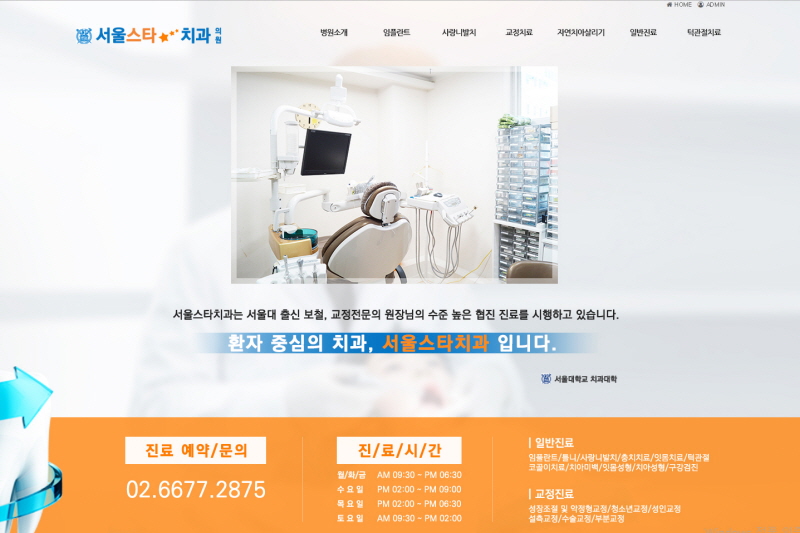 HOME ADMIN
서울스타치과의원
병원소개 임플란트 사랑니발치 교정치료 자연치아살리기 일반진료 턱관절치료
서울스타치과는 서울대 출신 보철, 교정전문의 원장님의 수준 높은 협진 진료를 시행하고 있습니다.
환자 중심의 치과, 서울스타치과 입니다.
서울대학교 치과대학
진료 예약/문의
02.6677.2875
진/료/시/간
월/화/금 AM 09:30 ~ PM 06:30
수 요 일 PM 02:00 ~ PM 09:00
목 요 일 PM 02:00 ~ PM 06:30
토 요 일 AM 09:30 ~ PM 02:00
| 일반진료
임플란트/틀니/사랑니발치/충치치료/잇몸치료/턱관절
코골이치료/치아미백/잇몸성형/치아성형/구강검진
| 교정진료
성장조절 및 악정형교정/청소년교정/성인교정
설측교정/수술교정/부분교정